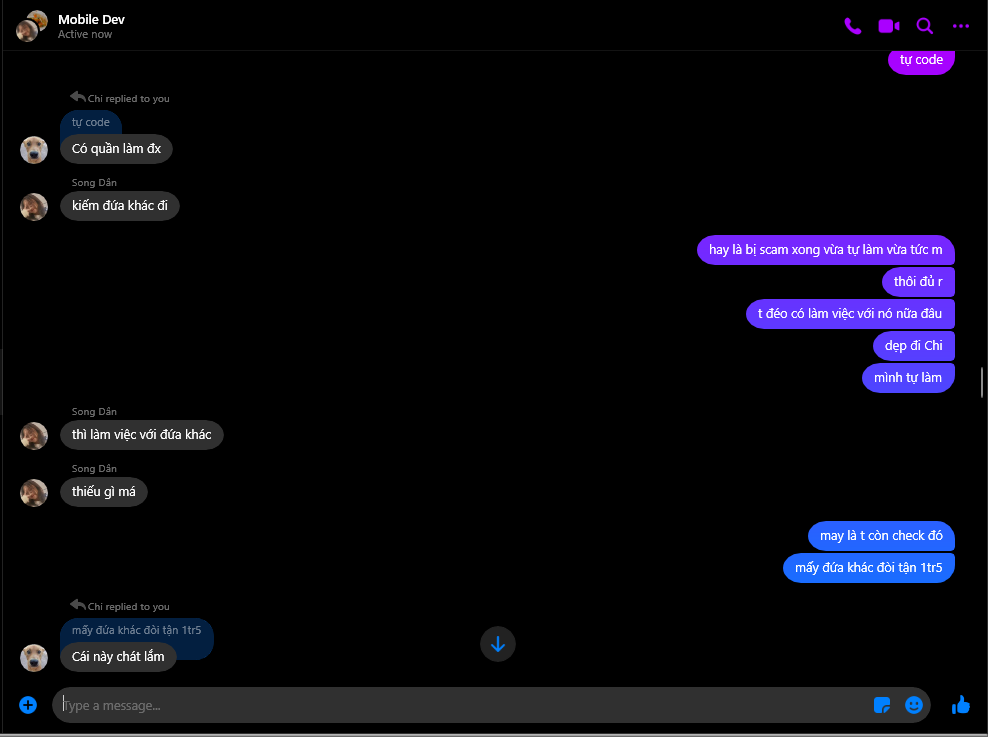 Mobile Dev
Active now
tự code
Chi replied to you
tự code
Có quần làm đx
Song Dân
kiếm đứa khác đi
hay là bị scam xong vừa tự làm vừa tức m
thôi đủ r
t đéo có làm việc với nó nữa đâu
dẹp đi Chi
mình tự làm
Song Dân
thì làm việc với đứa khác
Song Dân
thiếu gì má
may là t còn check đó
mấy đứa khác đòi tận 1tr5
Chi replied to you
mấy đứa khác đòi tận 1tr5
Cái này chát lắm
Type a message...